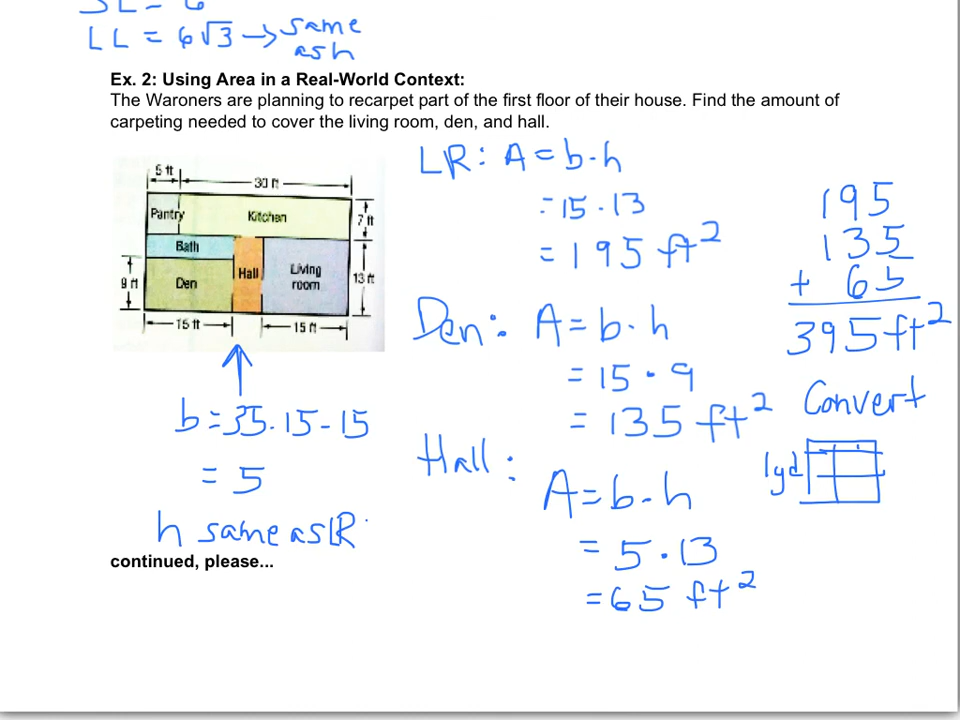 LL = 6√3 → same
as h
Ex. 2: Using Area in a Real-World Context:
The Waroners are planning to recarpet part of the first floor of their house. Find the amount of
carpeting needed to cover the living room, den, and hall.
5 ft
30 ft
Pantry
Kitchen
7 ft
Bath
9 ft
Den
Hall
Living
room
13 ft
15 ft
15 ft
b = 35 - 15 - 15
= 5
h same as LR
continued, please...
LR: A = b·h
= 15 · 13
= 195 ft²
Den: A = b·h
= 15 · 9
= 135 ft²
Hall:
A = b·h
= 5 · 13
= 65 ft²
195
135
+ 65
395 ft²
Convert
1yd